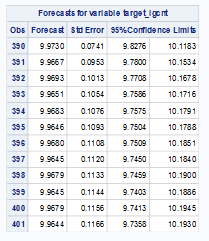 Forecasts for variable target_lgcnt
Obs Forecast Std Error 95%Confidence Limits
390 9.9730 0.0741 9.8276 10.1183
391 9.9667 0.0953 9.7800 10.1534
392 9.9693 0.1013 9.7708 10.1678
393 9.9651 0.1054 9.7586 10.1716
394 9.9683 0.1076 9.7575 10.1791
395 9.9646 0.1093 9.7504 10.1788
396 9.9680 0.1108 9.7509 10.1851
397 9.9645 0.1120 9.7450 10.1840
398 9.9679 0.1133 9.7459 10.1900
399 9.9645 0.1144 9.7403 10.1886
400 9.9679 0.1156 9.7413 10.1945
401 9.9644 0.1166 9.7358 10.1930